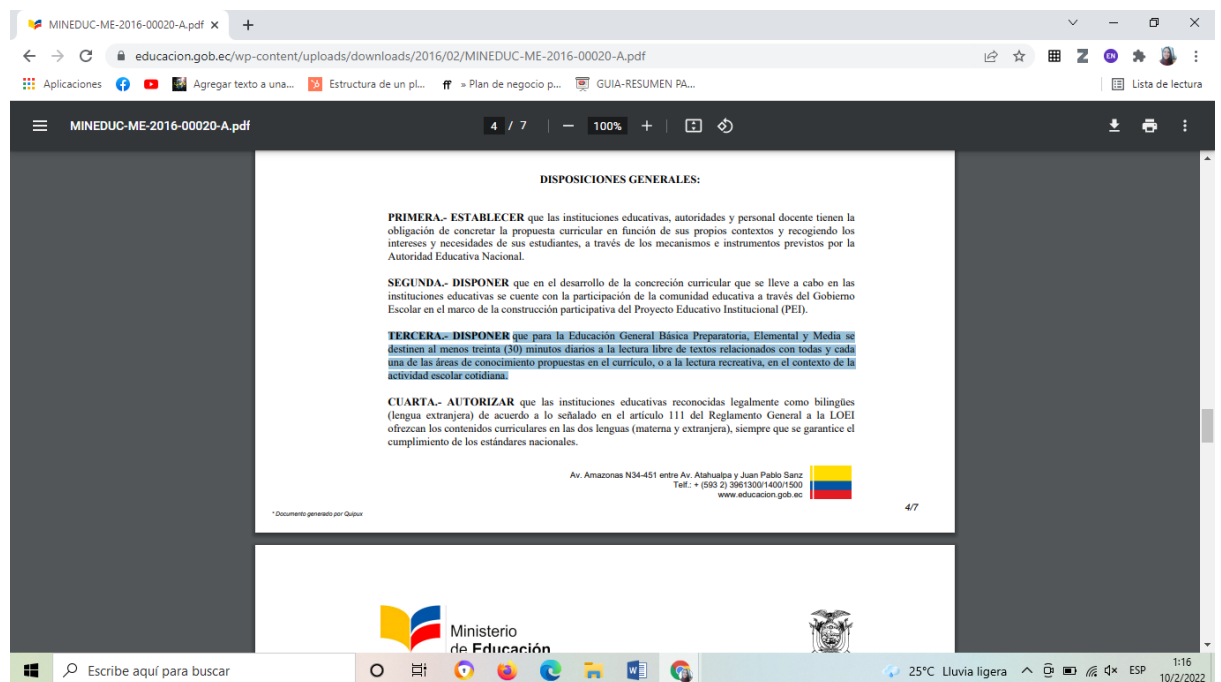 MINEDUC-ME-2016-00020-A.pdf
educacion.gob.ec/wp-content/uploads/downloads/2016/02/MINEDUC-ME-2016-00020-A.pdf
Z EN
Aplicaciones Agregar texto a una... Estructura de un pl... ff » Plan de negocio p... GUIA-RESUMEN PA... Lista de lectura
MINEDUC-ME-2016-00020-A.pdf 4 / 7 | — 100% +
DISPOSICIONES GENERALES:
PRIMERA.- ESTABLECER que las instituciones educativas, autoridades y personal docente tienen la
obligación de concretar la propuesta curricular en función de sus propios contextos y recogiendo los
intereses y necesidades de sus estudiantes, a través de los mecanismos e instrumentos previstos por la
Autoridad Educativa Nacional.
SEGUNDA.- DISPONER que en el desarrollo de la concreción curricular que se lleve a cabo en las
instituciones educativas se cuente con la participación de la comunidad educativa a través del Gobierno
Escolar en el marco de la construcción participativa del Proyecto Educativo Institucional (PEI).
TERCERA.- DISPONER que para la Educación General Básica Preparatoria, Elemental y Media se
destinen al menos treinta (30) minutos diarios a la lectura libre de textos relacionados con todas y cada
una de las áreas de conocimiento propuestas en el currículo, o a la lectura recreativa, en el contexto de la
actividad escolar cotidiana.
CUARTA.- AUTORIZAR que las instituciones educativas reconocidas legalmente como bilingües
(lengua extranjera) de acuerdo a lo señalado en el artículo 111 del Reglamento General a la LOEI
ofrezcan los contenidos curriculares en las dos lenguas (materna y extranjera), siempre que se garantice el
cumplimiento de los estándares nacionales.
Av. Amazonas N34-451 entre Av. Atahualpa y Juan Pablo Sanz
Telf.: + (593 2) 3961300/1400/1500
www.educacion.gob.ec
4/7
* Documento generado por Quipux
Ministerio
de Educación
Escribe aquí para buscar
25°C Lluvia ligera ESP 1:16
10/2/2022